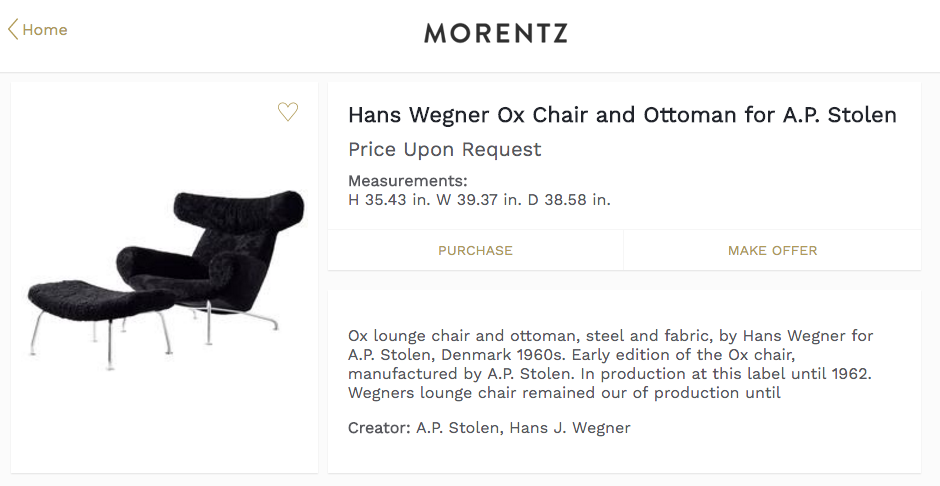 Home
MORENTZ
Hans Wegner Ox Chair and Ottoman for A.P. Stolen
Price Upon Request
Measurements:
H 35.43 in. W 39.37 in. D 38.58 in.
PURCHASE
MAKE OFFER
Ox lounge chair and ottoman, steel and fabric, by Hans Wegner for
A.P. Stolen, Denmark 1960s. Early edition of the Ox chair,
manufactured by A.P. Stolen. In production at this label until 1962.
Wegners lounge chair remained our of production until
Creator: A.P. Stolen, Hans J. Wegner